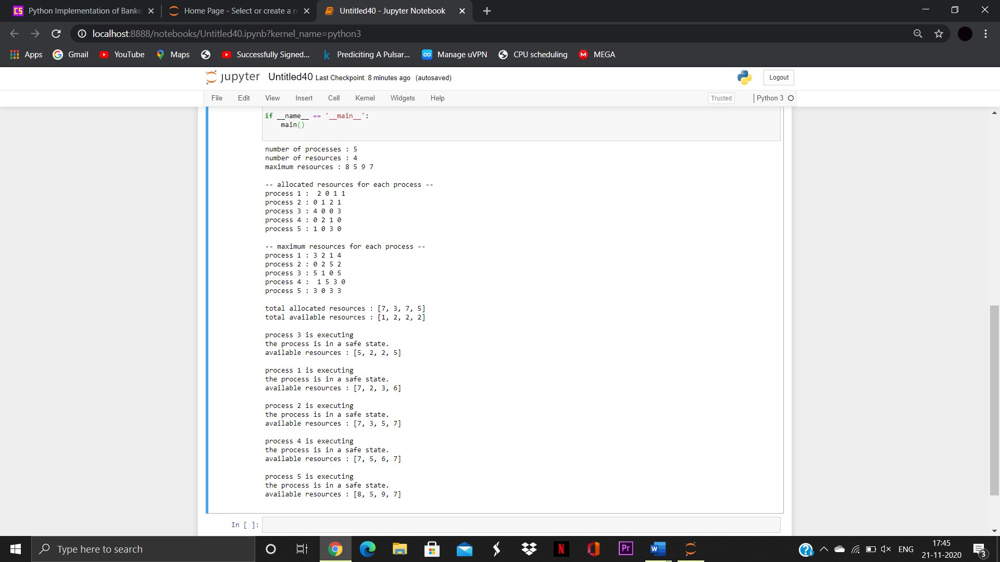 Python Implementation of Banke
Home Page - Select or create a n
Untitled40 - Jupyter Notebook
localhost:8888/notebooks/Untitled40.ipynb?kernel_name=python3
Apps Gmail YouTube Maps Successfully Signed... Prediciting A Pulsar... Manage uVPN CPU scheduling MEGA
jupyter Untitled40 Last Checkpoint: 8 minutes ago (autosaved) Logout
File Edit View Insert Cell Kernel Widgets Help Trusted Python 3
if __name__ == '__main__':
main()
number of processes : 5
number of resources : 4
maximum resources : 8 5 9 7
-- allocated resources for each process --
process 1 :  2 0 1 1
process 2 : 0 1 2 1
process 3 : 4 0 0 3
process 4 : 0 2 1 0
process 5 : 1 0 3 0
-- maximum resources for each process --
process 1 : 3 2 1 4
process 2 : 0 2 5 2
process 3 : 5 1 0 5
process 4 :  1 5 3 0
process 5 : 3 0 3 3
total allocated resources : [7, 3, 7, 5]
total available resources : [1, 2, 2, 2]
process 3 is executing
the process is in a safe state.
available resources : [5, 2, 2, 5]
process 1 is executing
the process is in a safe state.
available resources : [7, 2, 3, 6]
process 2 is executing
the process is in a safe state.
available resources : [7, 3, 5, 7]
process 4 is executing
the process is in a safe state.
available resources : [7, 5, 6, 7]
process 5 is executing
the process is in a safe state.
available resources : [8, 5, 9, 7]
In [ ]:
Type here to search
ENG
17:45
21-11-2020
3